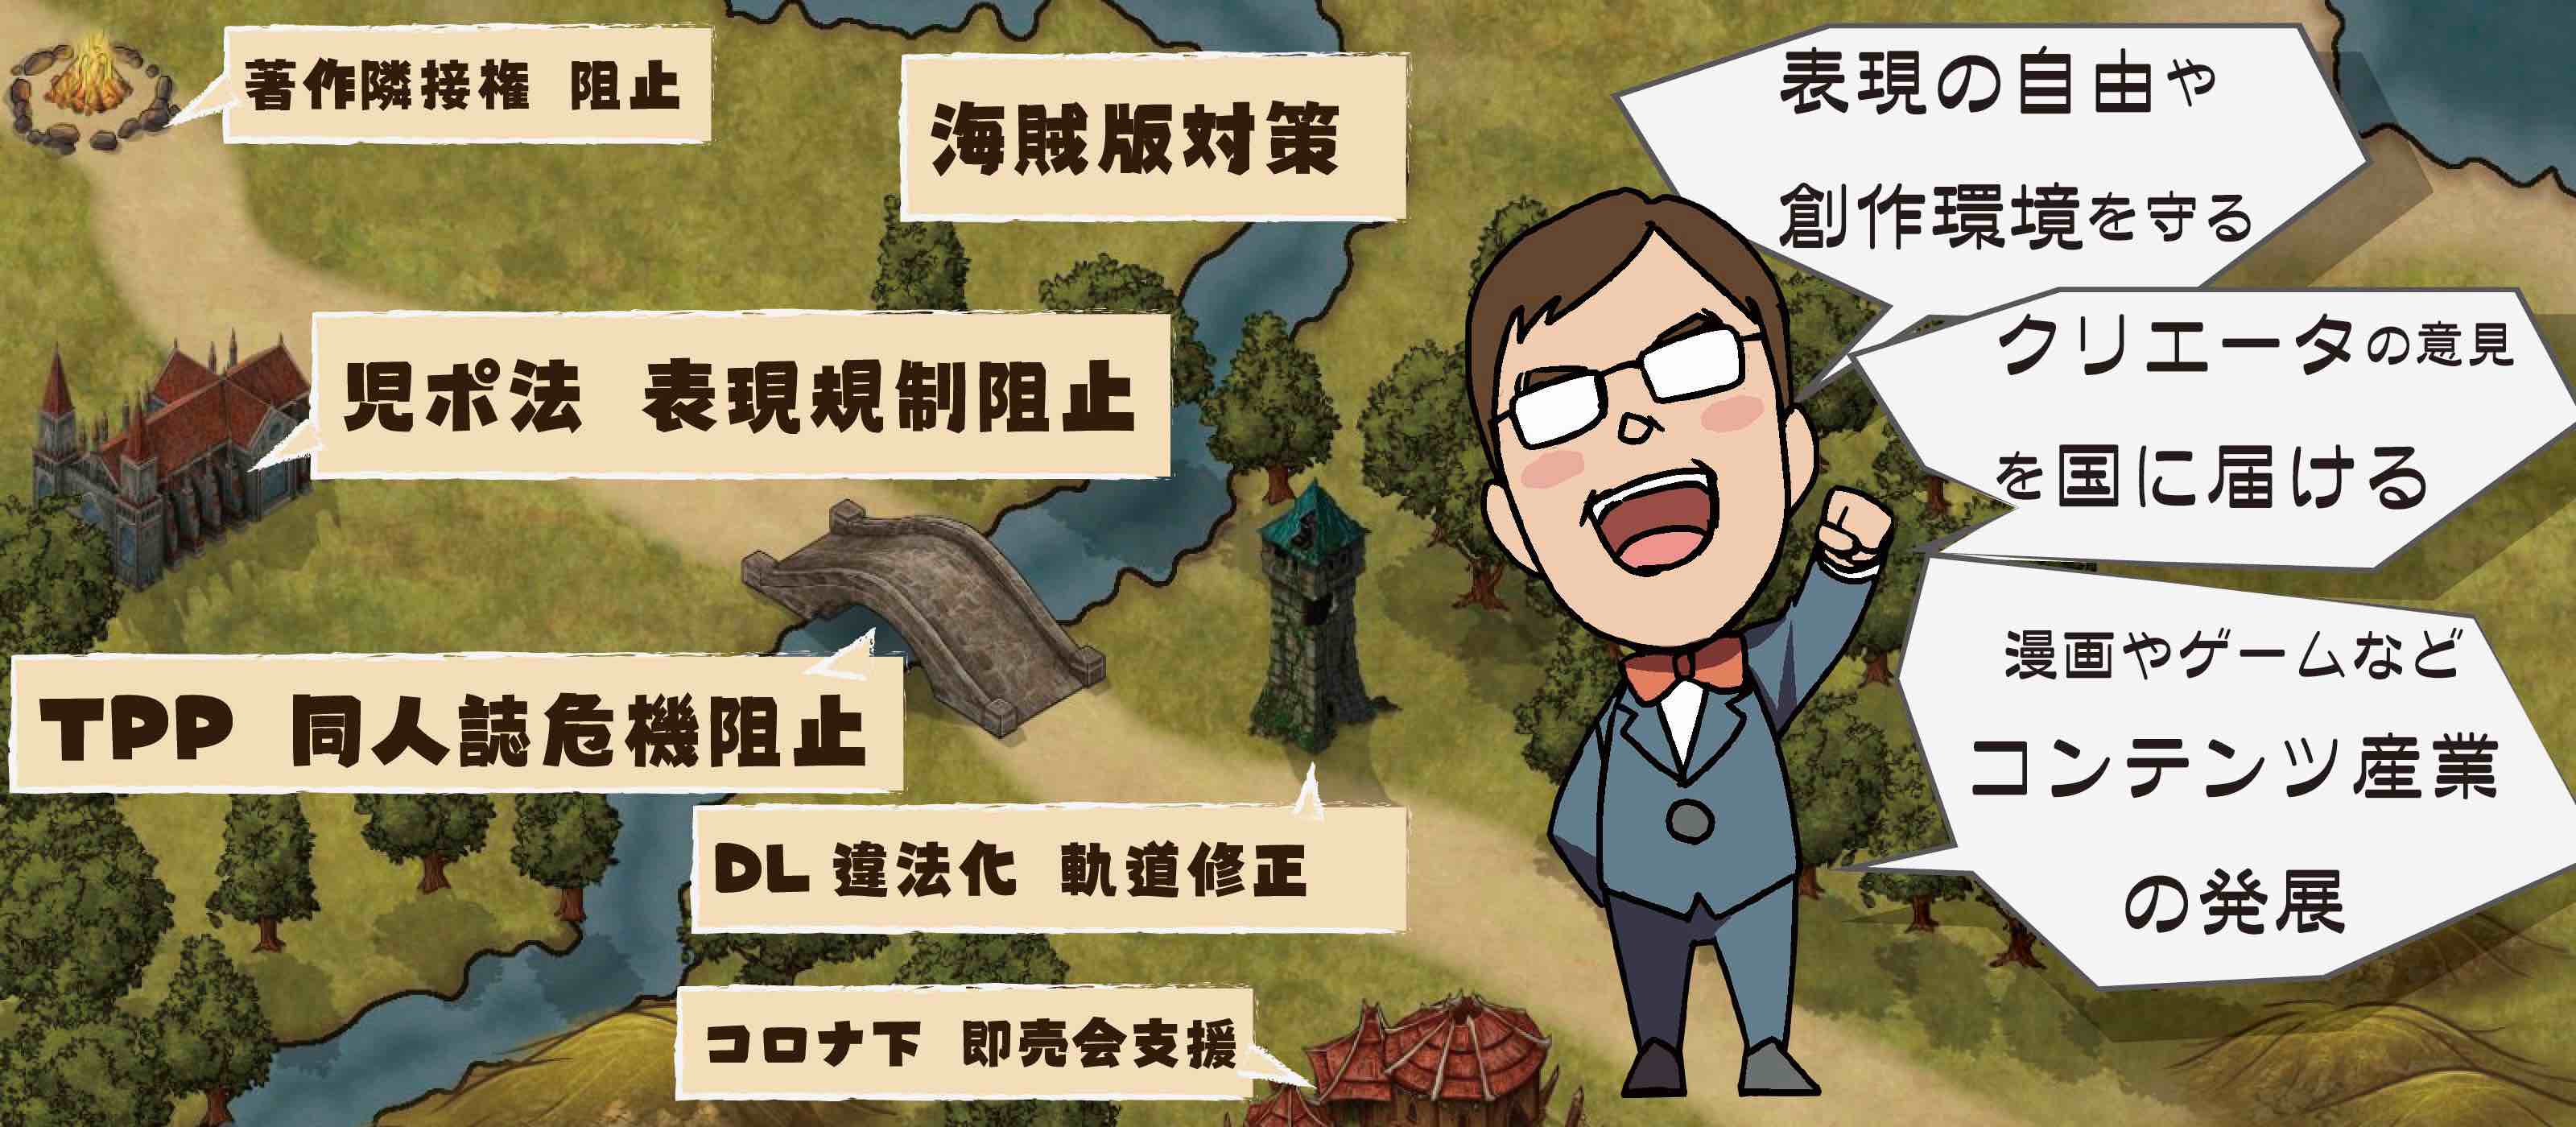 著作隣接権 阻止
海賊版対策
児ポ法 表現規制阻止
TPP 同人誌危機阻止
DL違法化 軌道修正
コロナ下 即売会支援
表現の自由や
創作環境を守る
クリエータの意見
を国に届ける
漫画やゲームなど
コンテンツ産業
の発展